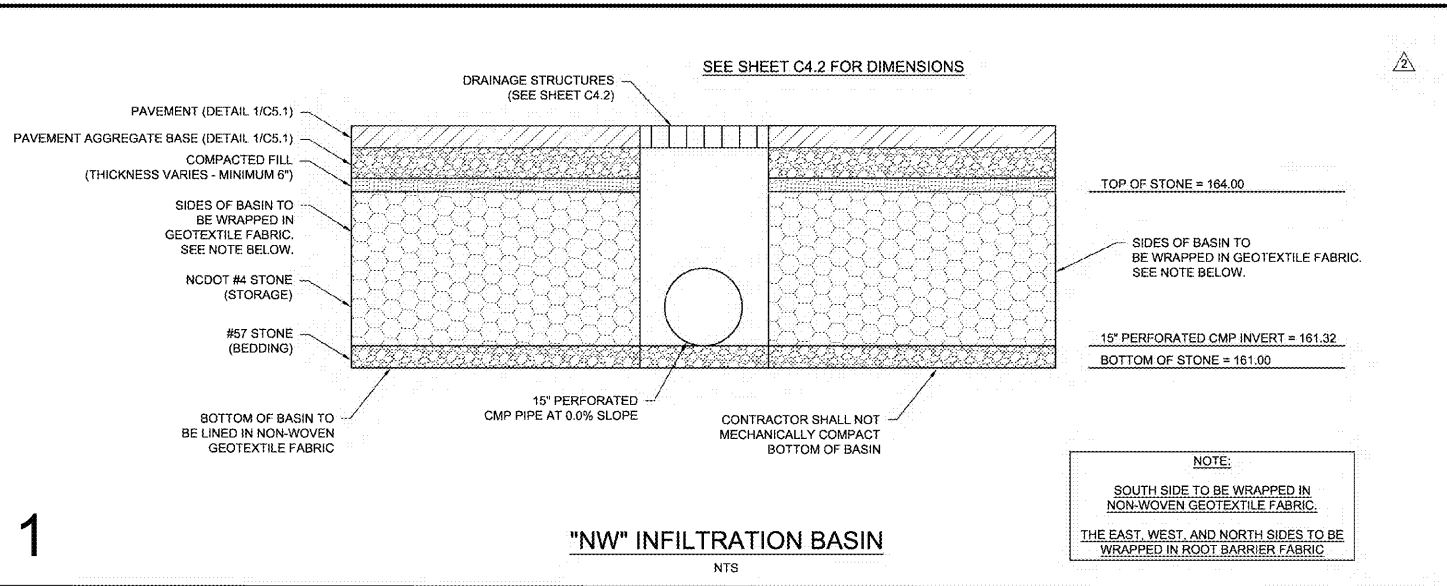 SEE SHEET C4.2 FOR DIMENSIONS
2
DRAINAGE STRUCTURES
(SEE SHEET C4.2)
PAVEMENT (DETAIL 1/C5.1)
PAVEMENT AGGREGATE BASE (DETAIL 1/C5.1)
COMPACTED FILL
(THICKNESS VARIES - MINIMUM 6")
SIDES OF BASIN TO
BE WRAPPED IN
GEOTEXTILE FABRIC.
SEE NOTE BELOW.
NCDOT #4 STONE
(STORAGE)
#57 STONE
(BEDDING)
TOP OF STONE = 164.00
SIDES OF BASIN TO
BE WRAPPED IN GEOTEXTILE FABRIC.
SEE NOTE BELOW.
15" PERFORATED CMP INVERT = 161.32
BOTTOM OF STONE = 161.00
BOTTOM OF BASIN TO
BE LINED IN NON-WOVEN
GEOTEXTILE FABRIC
15" PERFORATED
CMP PIPE AT 0.0% SLOPE
CONTRACTOR SHALL NOT
MECHANICALLY COMPACT
BOTTOM OF BASIN
NOTE:
SOUTH SIDE TO BE WRAPPED IN
NON-WOVEN GEOTEXTILE FABRIC.
THE EAST, WEST, AND NORTH SIDES TO BE
WRAPPED IN ROOT BARRIER FABRIC
1
"NW" INFILTRATION BASIN
NTS